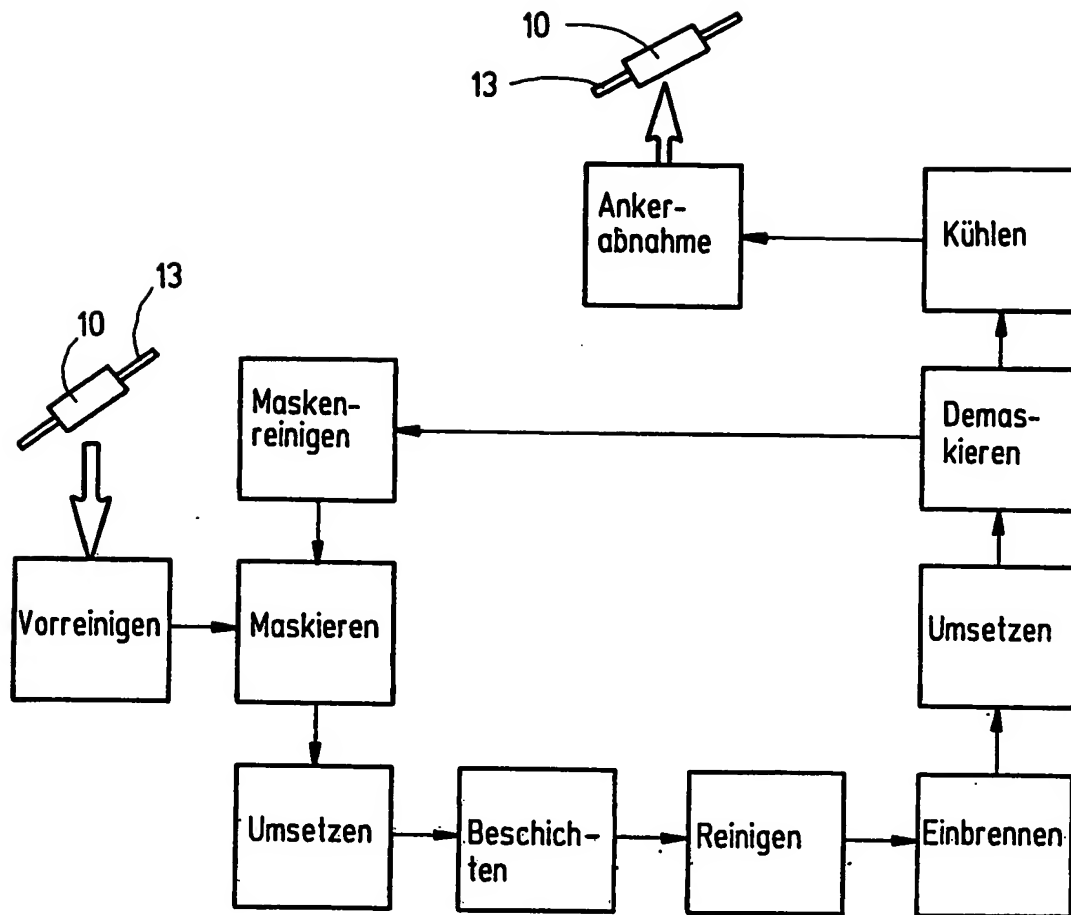 10
13
Anker-
abnahme
Kühlen
13
10
Masken-
reinigen
Demas-
kieren
Vorreinigen
Maskieren
Umsetzen
Umsetzen
Beschich-
ten
Reinigen
Einbrennen